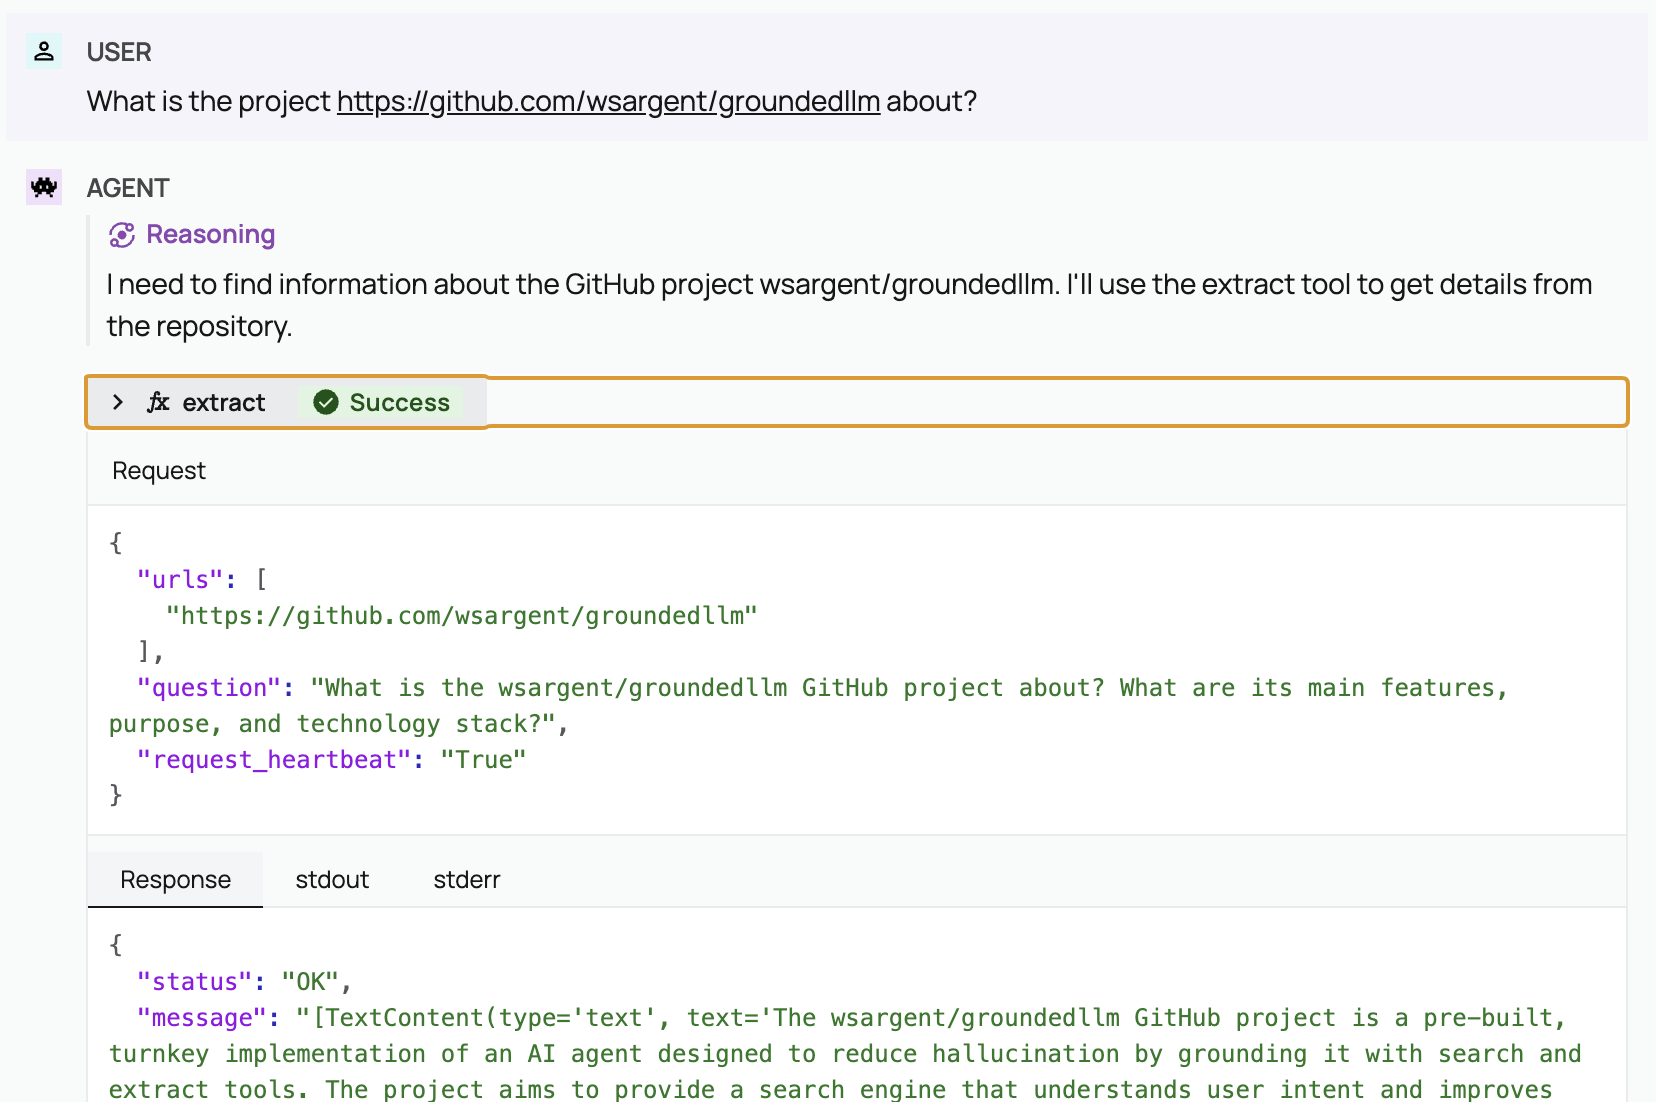 USER
What is the project https://github.com/wsargent/groundedllm about?
AGENT
Reasoning
I need to find information about the GitHub project wsargent/groundedllm. I'll use the extract tool to get details from
the repository.
extract Success
Request
{
"urls": [
"https://github.com/wsargent/groundedllm"
],
"question": "What is the wsargent/groundedllm GitHub project about? What are its main features,
purpose, and technology stack?",
"request_heartbeat": "True"
}
Response stdout stderr
{
"status": "OK",
"message": "[TextContent(type='text', text='The wsargent/groundedllm GitHub project is a pre-built,
turnkey implementation of an AI agent designed to reduce hallucination by grounding it with search and
extract tools. The project aims to provide a search engine that understands user intent and improves